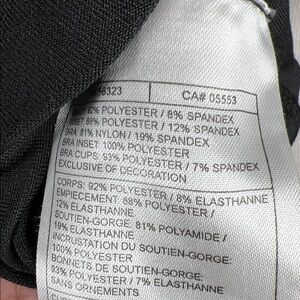 CA# 05553
92% POLYESTER / 8% SPANDEX
INSET 88% POLYESTER / 12% SPANDEX
BRA, 81% NYLON / 19% SPANDEX
BRA INSET 100% POLYESTER
BRA CUPS: 93% POLYESTER / 7% SPANDEX
EXCLUSIVE OF DECORATION
CORPS: 92% POLYESTER / 8% ELASTHANNE
EMPIECEMENT: 88% POLYESTER /
12% ELASTHANNE
SOUTIEN-GORGE: 81% POLYAMIDE /
19% ELASTHANNE
INCRUSTATION DU SOUTIEN-GORGE:
100% POLYESTER
BONNETS DE SOUTIEN-GORGE:
93% POLYESTER / 7% ELASTHANNE
SANS ORNEMENTS